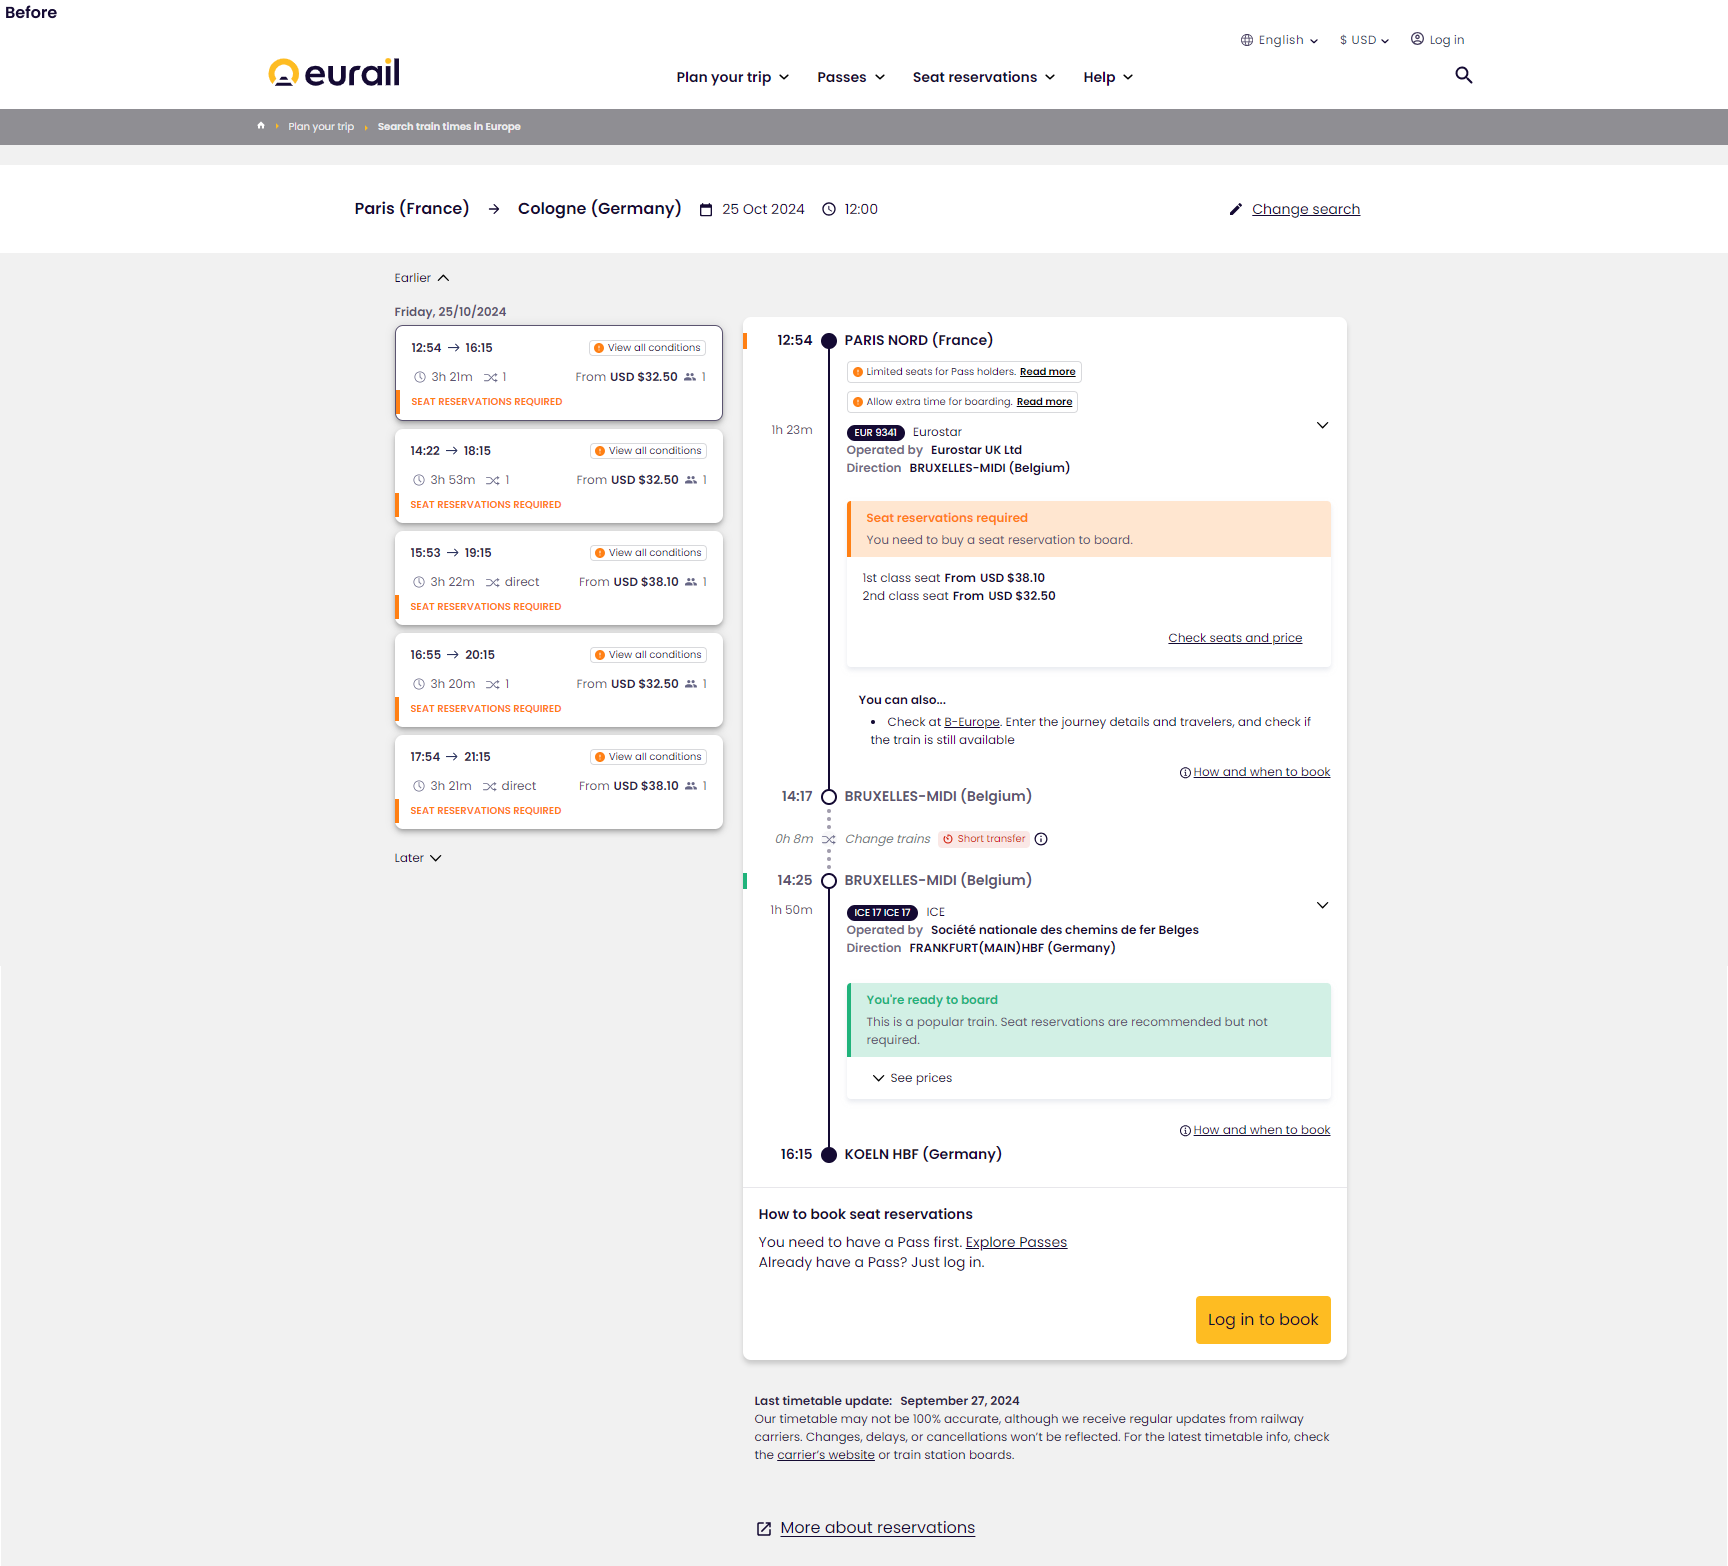 Before
English
$ USD
Log in
eurail
Plan your trip
Passes
Seat reservations
Help
Plan your trip
Search train times in Europe
Paris (France) → Cologne (Germany) 25 Oct 2024 12:00
Change search
Earlier
Friday, 25/10/2024
12:54 → 16:15
View all conditions
3h 21m 1
From USD $32.50 1
SEAT RESERVATIONS REQUIRED
14:22 → 18:15
View all conditions
3h 53m 1
From USD $32.50 1
SEAT RESERVATIONS REQUIRED
15:53 → 19:15
View all conditions
3h 22m direct
From USD $38.10 1
SEAT RESERVATIONS REQUIRED
16:55 → 20:15
View all conditions
3h 20m 1
From USD $32.50 1
SEAT RESERVATIONS REQUIRED
17:54 → 21:15
View all conditions
3h 21m direct
From USD $38.10 1
SEAT RESERVATIONS REQUIRED
Later
12:54 PARIS NORD (France)
Limited seats for Pass holders. Read more
Allow extra time for boarding. Read more
1h 23m
EUR 9341 Eurostar
Operated by Eurostar UK Ltd
Direction BRUXELLES-MIDI (Belgium)
Seat reservations required
You need to buy a seat reservation to board.
1st class seat From USD $38.10
2nd class seat From USD $32.50
Check seats and price
You can also...
• Check at B-Europe. Enter the journey details and travelers, and check if
the train is still available
How and when to book
14:17 BRUXELLES-MIDI (Belgium)
0h 8m Change trains Short transfer
14:25 BRUXELLES-MIDI (Belgium)
1h 50m
ICE 17 ICE 17 ICE
Operated by Société nationale des chemins de fer Belges
Direction FRANKFURT(MAIN)HBF (Germany)
You're ready to board
This is a popular train. Seat reservations are recommended but not
required.
See prices
How and when to book
16:15 KOELN HBF (Germany)
How to book seat reservations
You need to have a Pass first. Explore Passes
Already have a Pass? Just log in.
Log in to book
Last timetable update: September 27, 2024
Our timetable may not be 100% accurate, although we receive regular updates from railway
carriers. Changes, delays, or cancellations won't be reflected. For the latest timetable info, check
the carrier's website or train station boards.
More about reservations